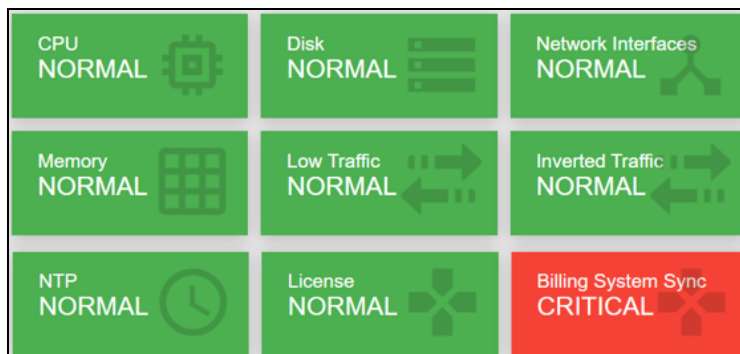 CPU
NORMAL
Disk
NORMAL
Network Interfaces
NORMAL
Memory
NORMAL
Low Traffic
NORMAL
Inverted Traffic
NORMAL
NTP
NORMAL
License
NORMAL
Billing System Sync
CRITICAL